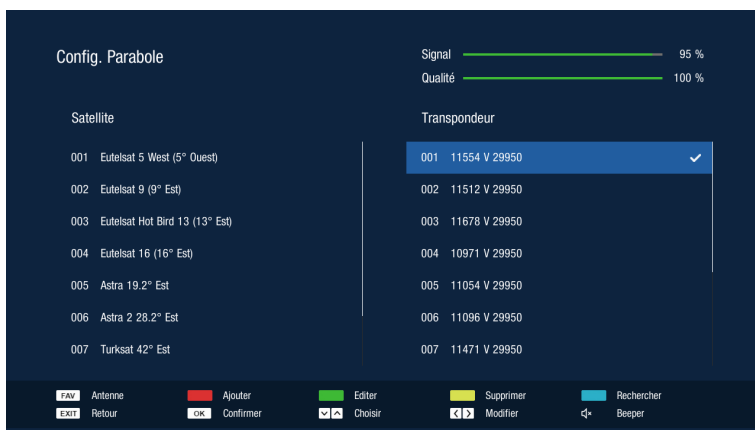 Config. Parabole
Signal 95 %
Qualité 100 %
Satellite
001 Eutelsat 5 West (5° Ouest)
002 Eutelsat 9 (9° Est)
003 Eutelsat Hot Bird 13 (13° Est)
004 Eutelsat 16 (16° Est)
005 Astra 19.2° Est
006 Astra 2 28.2° Est
007 Turksat 42° Est
Transpondeur
001 11554 V 29950
002 11512 V 29950
003 11678 V 29950
004 10971 V 29950
005 11054 V 29950
006 11096 V 29950
007 11471 V 29950
FAV Antenne Ajouter Editer Supprimer Rechercher
EXIT Retour OK Confirmer Choisir Modifier Beeper